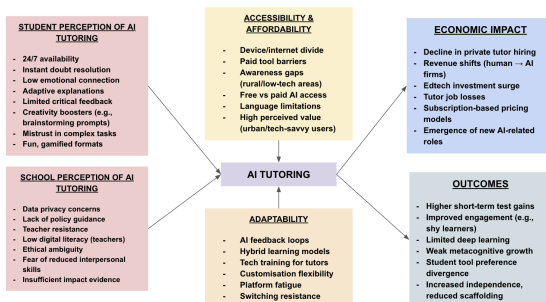 STUDENT PERCEPTION OF AI
TUTORING
- 24/7 availability
- Instant doubt resolution
- Low emotional connection
- Adaptive explanations
- Limited critical feedback
- Creativity boosters (e.g.,
brainstorming prompts)
- Mistrust in complex tasks
- Fun, gamified formats
SCHOOL PERCEPTION OF AI
TUTORING
- Data privacy concerns
- Lack of policy guidance
- Teacher resistance
- Low digital literacy (teachers)
- Ethical ambiguity
- Fear of reduced interpersonal
skills
- Insufficient impact evidence
ACCESSIBILITY &
AFFORDABILITY
- Device/internet divide
- Paid tool barriers
- Awareness gaps
(rural/low-tech areas)
- Free vs paid AI access
- Language limitations
- High perceived value
(urban/tech-savvy users)
AI TUTORING
ADAPTABILITY
- AI feedback loops
- Hybrid learning models
- Tech training for tutors
- Customisation flexibility
- Platform fatigue
- Switching resistance
ECONOMIC IMPACT
- Decline in private tutor hiring
- Revenue shifts (human → AI
firms)
- Edtech investment surge
- Tutor job losses
- Subscription-based pricing
models
- Emergence of new AI-related
roles
OUTCOMES
- Higher short-term test gains
- Improved engagement (e.g.,
shy learners)
- Limited deep learning
- Weak metacognitive growth
- Student tool preference
divergence
- Increased independence,
reduced scaffolding